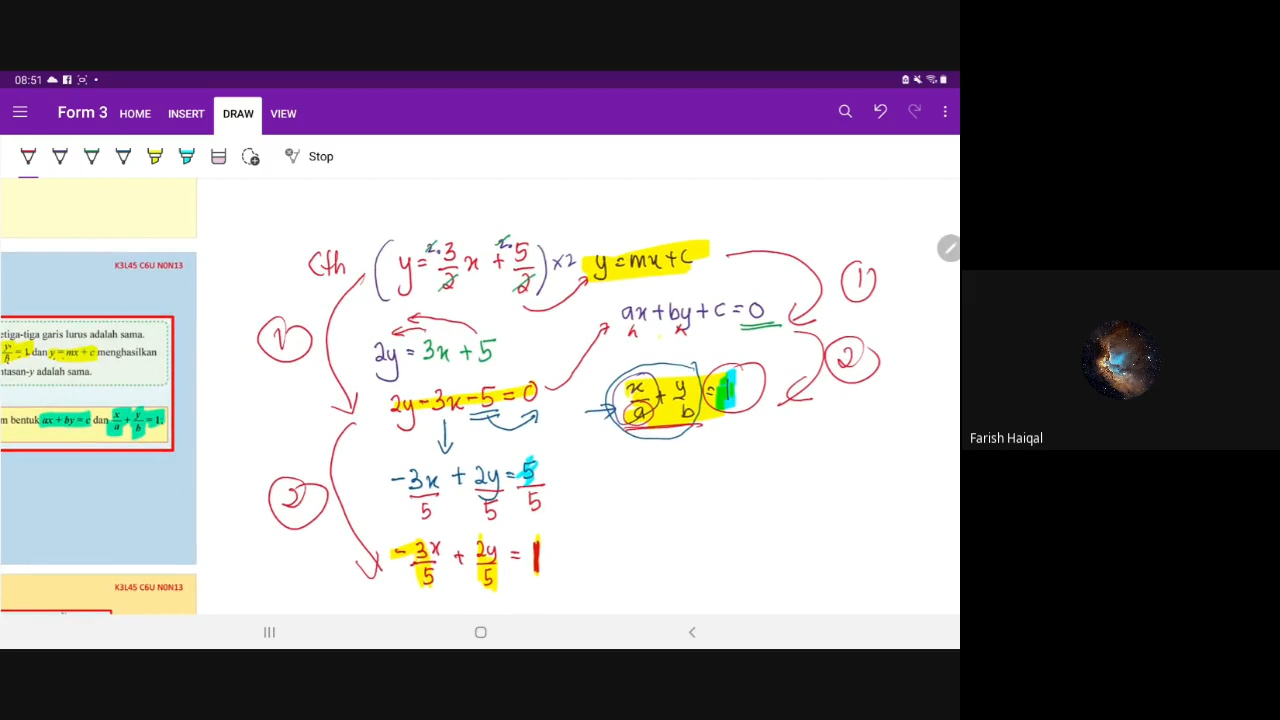 08:51
Form 3 HOME INSERT DRAW VIEW
Stop
K3L45 C6U N0N13
etiga-tiga garis lurus adalah sama.
y/b = 1 dan y = mx + c menghasilkan
ntasan-y adalah sama.
m bentuk ax + by = c dan x/a + y/b = 1.
K3L45 C6U N0N13
Cth (y = 2·3/2 x + 2·5/2) × 2
y = mx + c
①
ax + by + c = 0
①
2y = 3x + 5
②
2y − 3x − 5 = 0
x/a + y/b = 1
−3x/5 + 2y/5 = 5/5
②
−3x/5 + 2y/5 = 1
Farish Haiqal